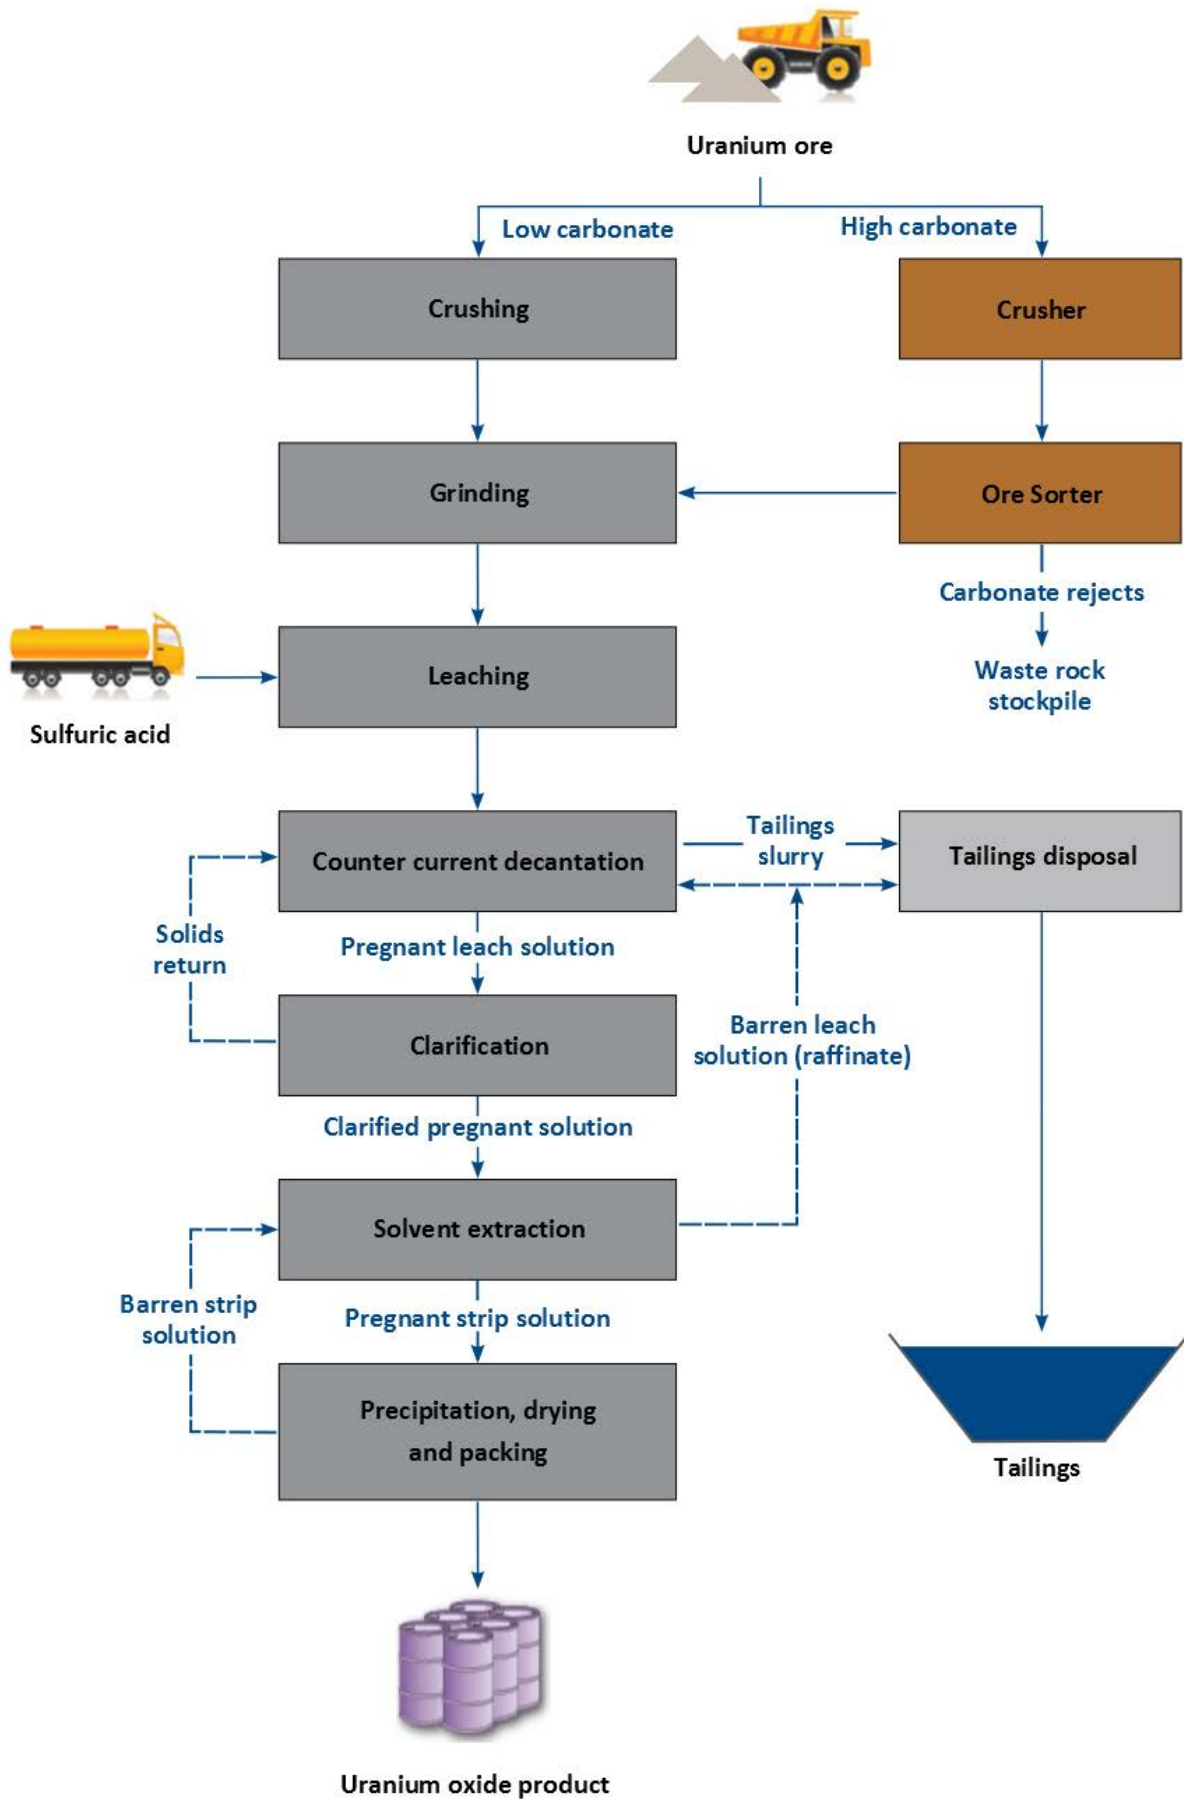 Uranium ore
Low carbonate
High carbonate
Crushing
Crusher
Grinding
Ore Sorter
Carbonate rejects
Waste rock
stockpile
Leaching
Sulfuric acid
Counter current decantation
Tailings
slurry
Tailings disposal
Solids
return
Pregnant leach solution
Clarification
Barren leach
solution (raffinate)
Clarified pregnant solution
Solvent extraction
Barren strip
solution
Pregnant strip solution
Precipitation, drying
and packing
Tailings
Uranium oxide product